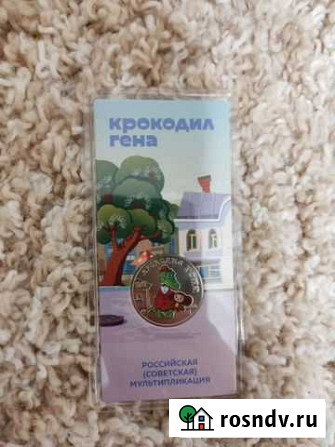 КРОКОДИЛ
ГЕНА
РОССИЙСКАЯ
(СОВЕТСКАЯ)
МУЛЬТИПЛИКАЦИЯ
rosndv.ru